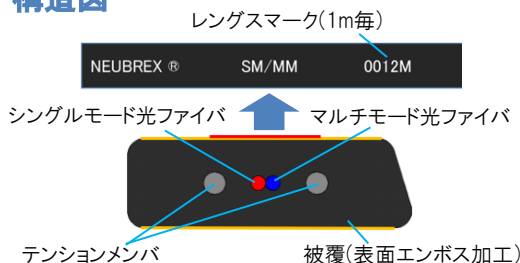 構造図
レングスマーク(1m毎)
NEUBREX ® SM/MM 0012M
シングルモード光ファイバ マルチモード光ファイバ
テンションメンバ 被覆(表面エンボス加工)